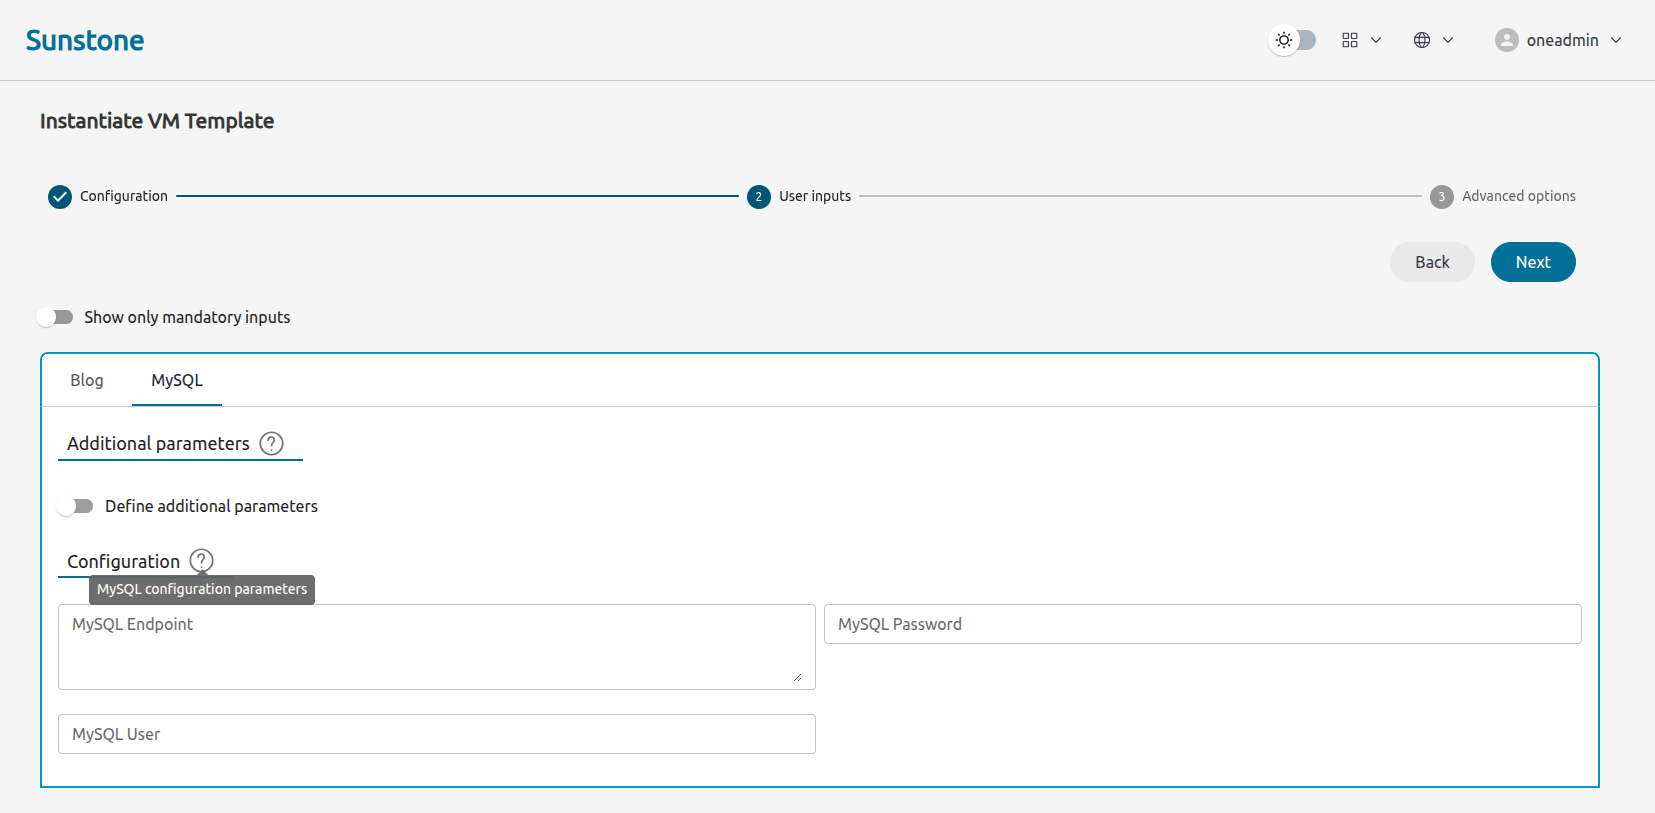 Sunstone
oneadmin
Instantiate VM Template
Configuration
2 User inputs
3 Advanced options
Back
Next
Show only mandatory inputs
Blog
MySQL
Additional parameters ?
Define additional parameters
Configuration ?
MySQL configuration parameters
MySQL Endpoint
MySQL Password
MySQL User